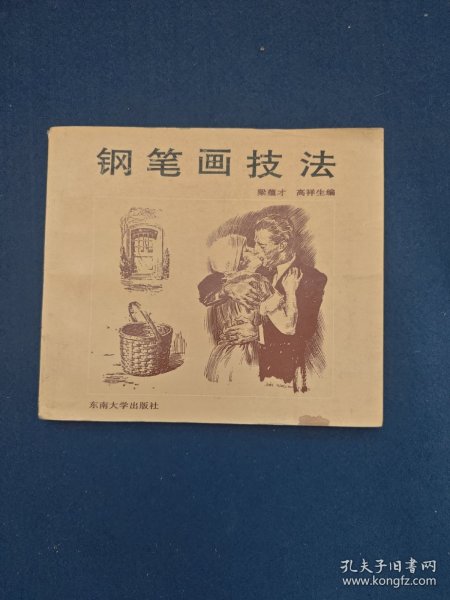 钢笔画技法
梁蕴才 高祥生编
东南大学出版社
孔夫子旧书网
www.kongfz.com